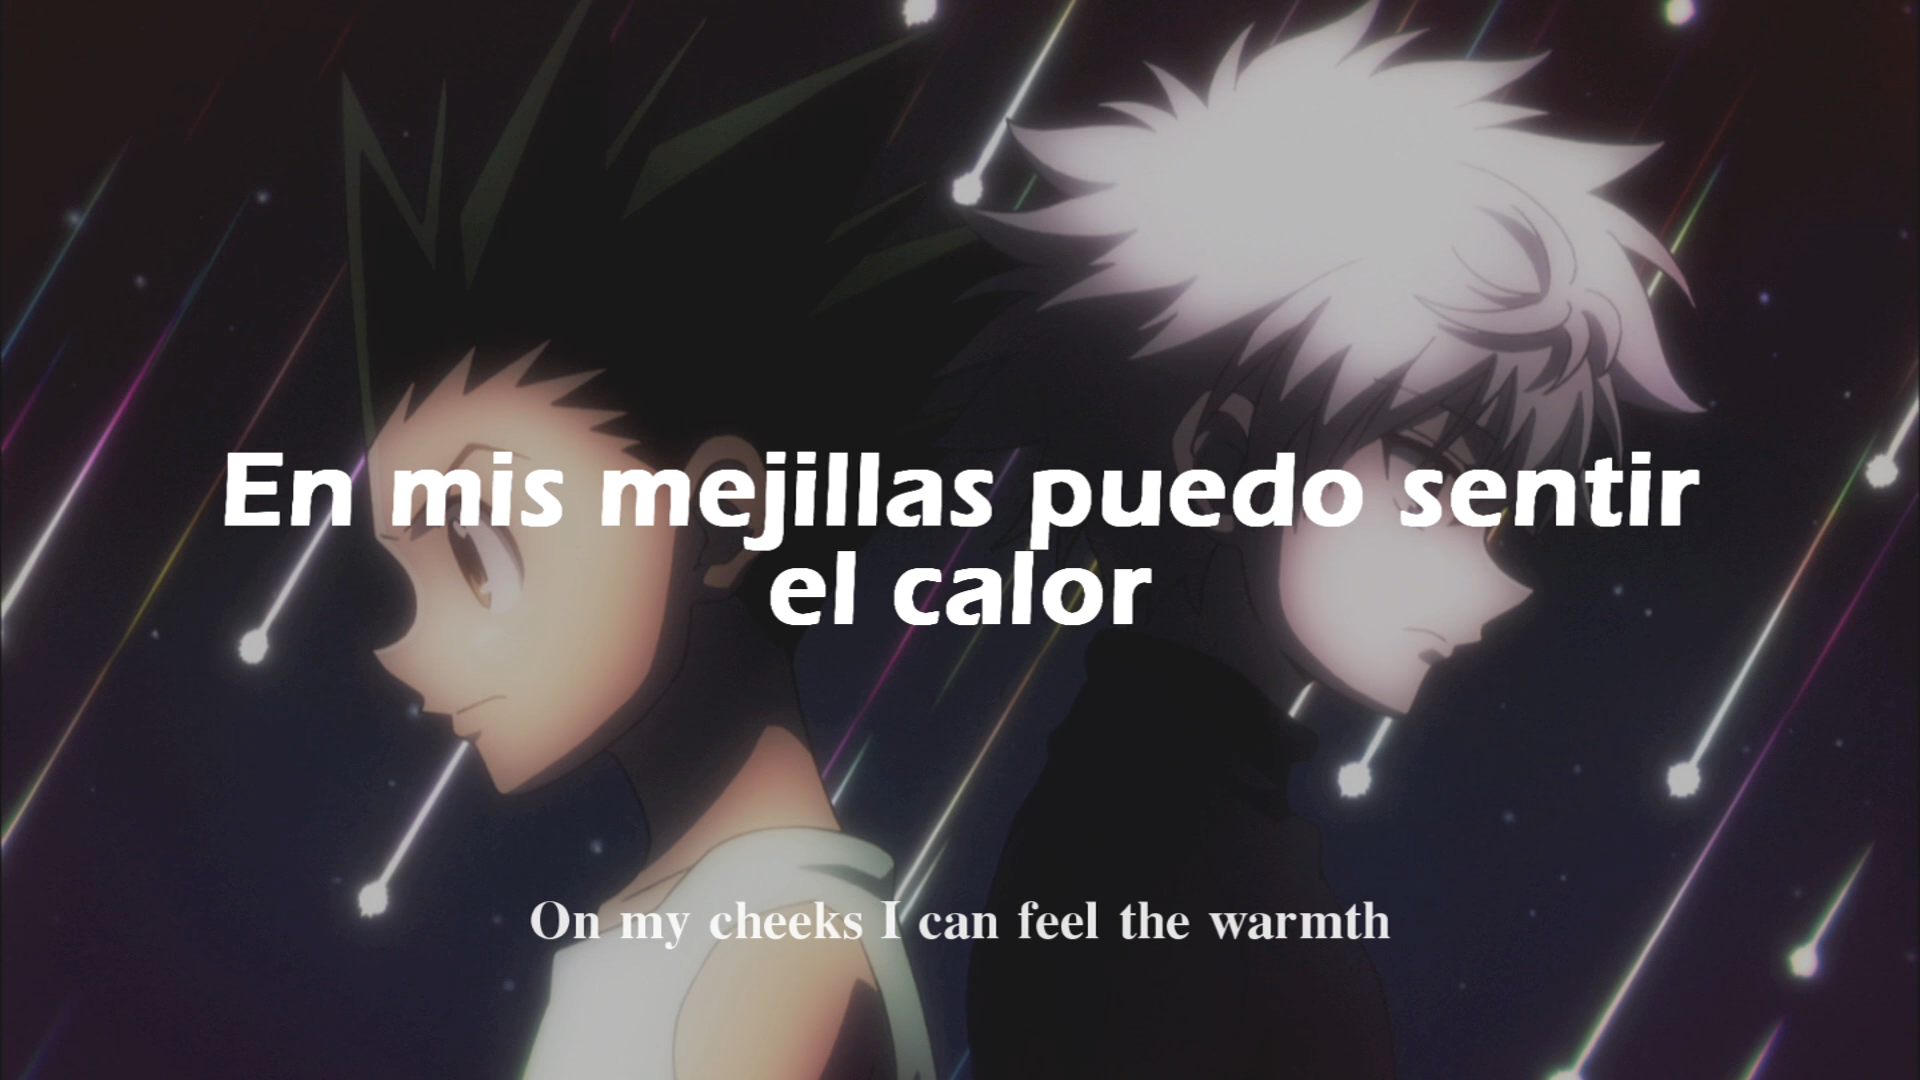 En mis mejillas puedo sentir
el calor
On my cheeks I can feel the warmth